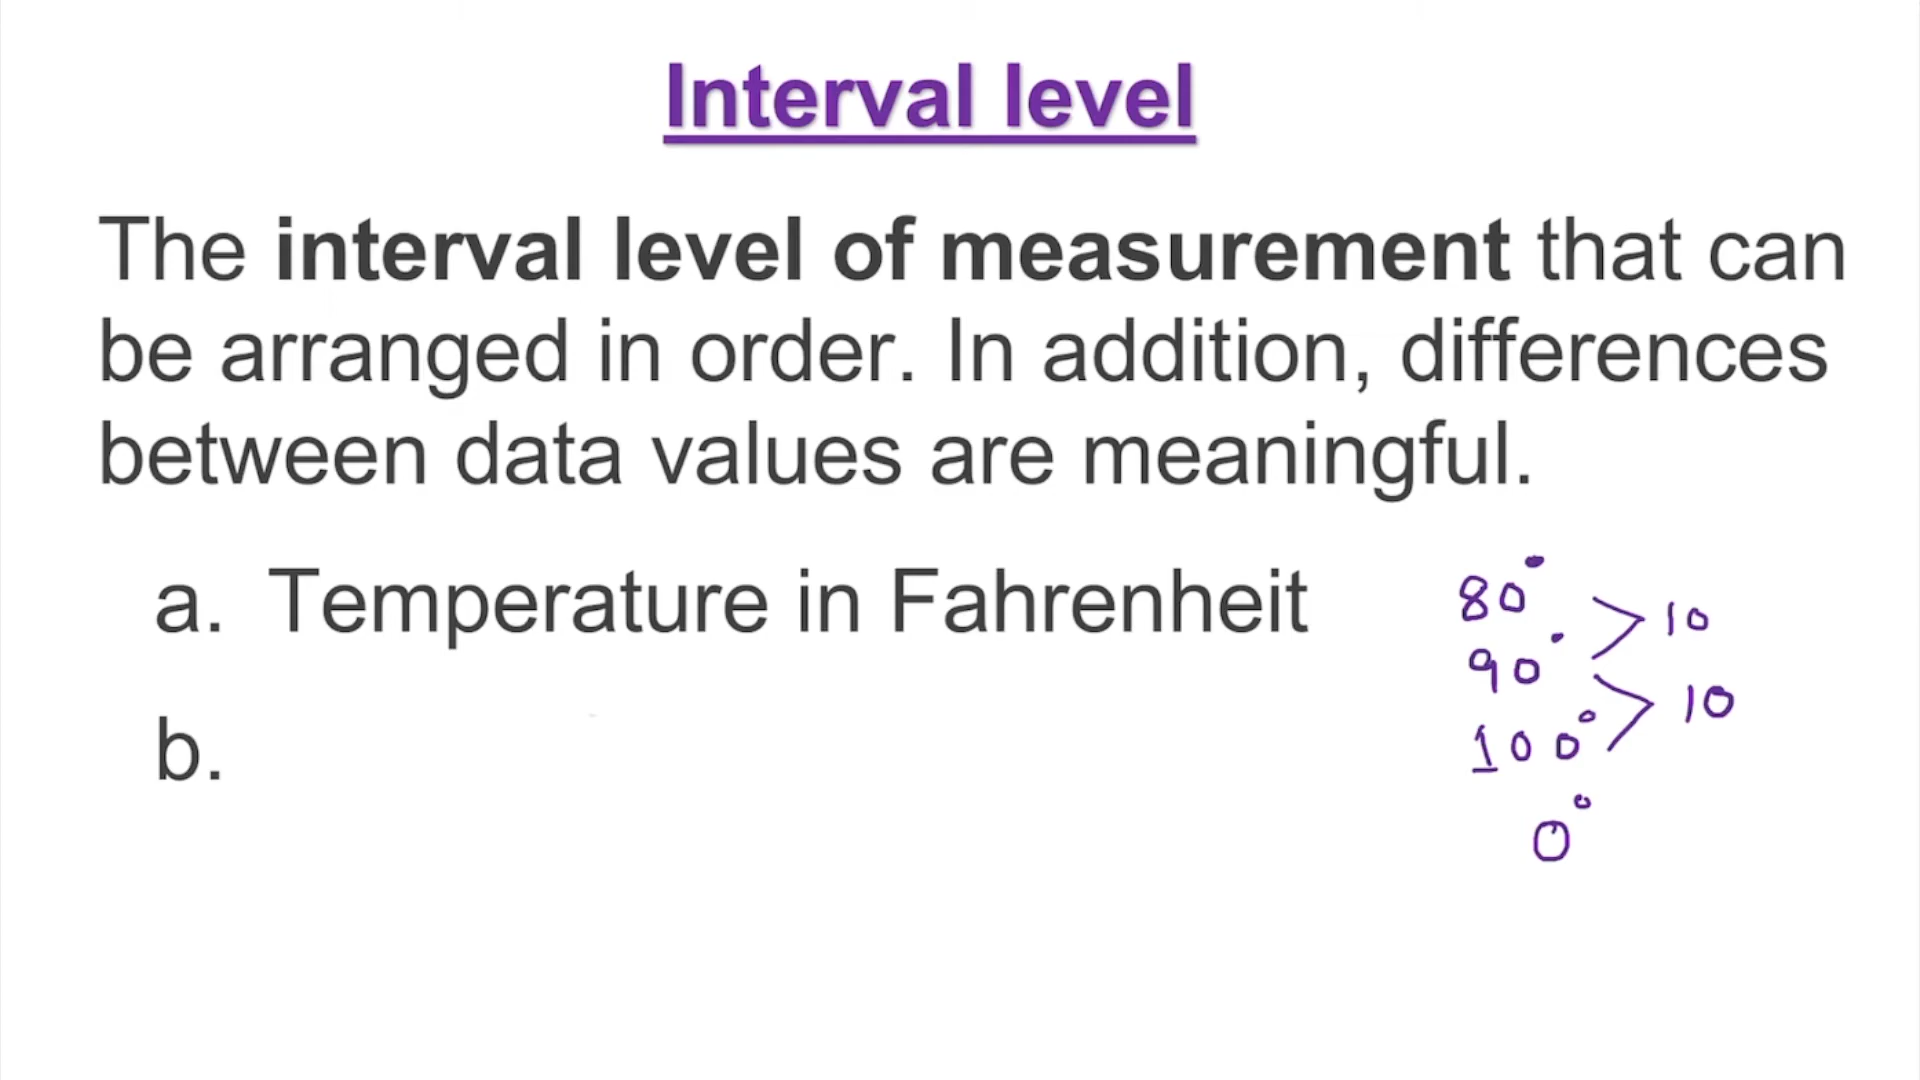 Interval level
The interval level of measurement that can
be arranged in order. In addition, differences
between data values are meaningful.
a. Temperature in Fahrenheit
b.
80°
90°
100°
0°
> 10
> 10